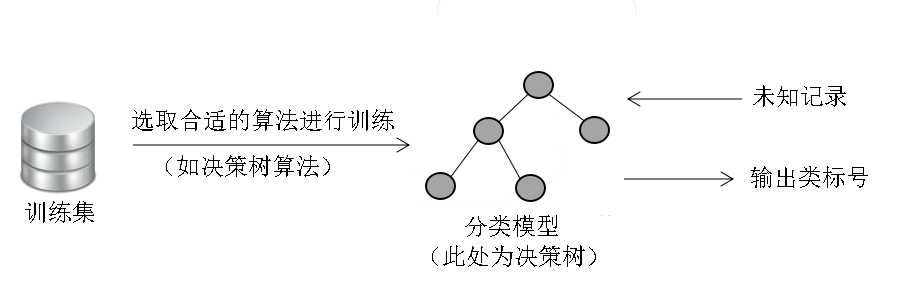 选取合适的算法进行训练
（如决策树算法）
训练集
分类模型
（此处为决策树）
未知记录
输出类标号